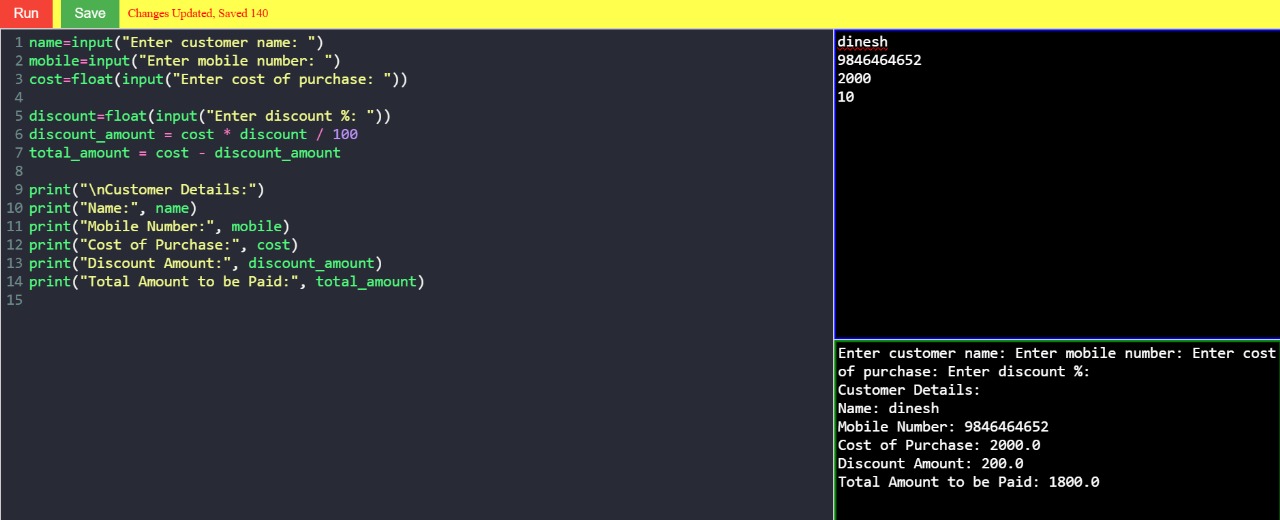 Run Save Changes Updated, Saved 140
1 name=input("Enter customer name: ")
2 mobile=input("Enter mobile number: ")
3 cost=float(input("Enter cost of purchase: "))
4
5 discount=float(input("Enter discount %: "))
6 discount_amount = cost * discount / 100
7 total_amount = cost - discount_amount
8
9 print("\nCustomer Details:")
10 print("Name:", name)
11 print("Mobile Number:", mobile)
12 print("Cost of Purchase:", cost)
13 print("Discount Amount:", discount_amount)
14 print("Total Amount to be Paid:", total_amount)
15
dinesh
9846464652
2000
10
Enter customer name: Enter mobile number: Enter cost
of purchase: Enter discount %:
Customer Details:
Name: dinesh
Mobile Number: 9846464652
Cost of Purchase: 2000.0
Discount Amount: 200.0
Total Amount to be Paid: 1800.0